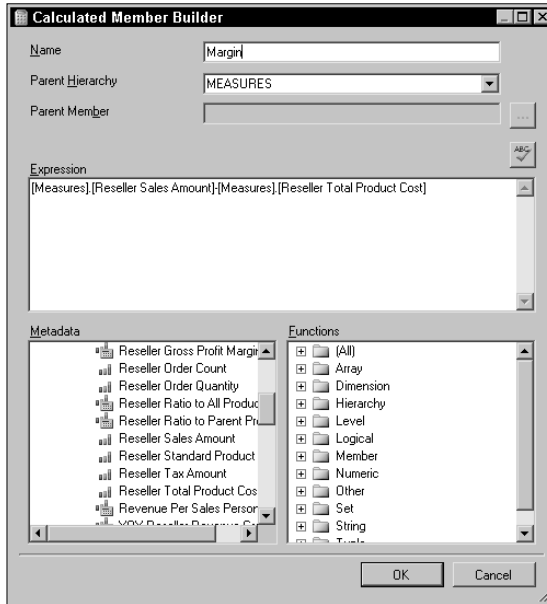 Calculated Member Builder
Name
Margin
Parent Hierarchy
MEASURES
Parent Member
...
ABC
Expression
[Measures].[Reseller Sales Amount]-[Measures].[Reseller Total Product Cost]
Metadata
Reseller Gross Profit Margin
Reseller Order Count
Reseller Order Quantity
Reseller Ratio to All Produc
Reseller Ratio to Parent Pr
Reseller Sales Amount
Reseller Standard Product
Reseller Tax Amount
Reseller Total Product Cos
Revenue Per Sales Person
Functions
(All)
Array
Dimension
Hierarchy
Level
Logical
Member
Numeric
Other
Set
String
OK
Cancel